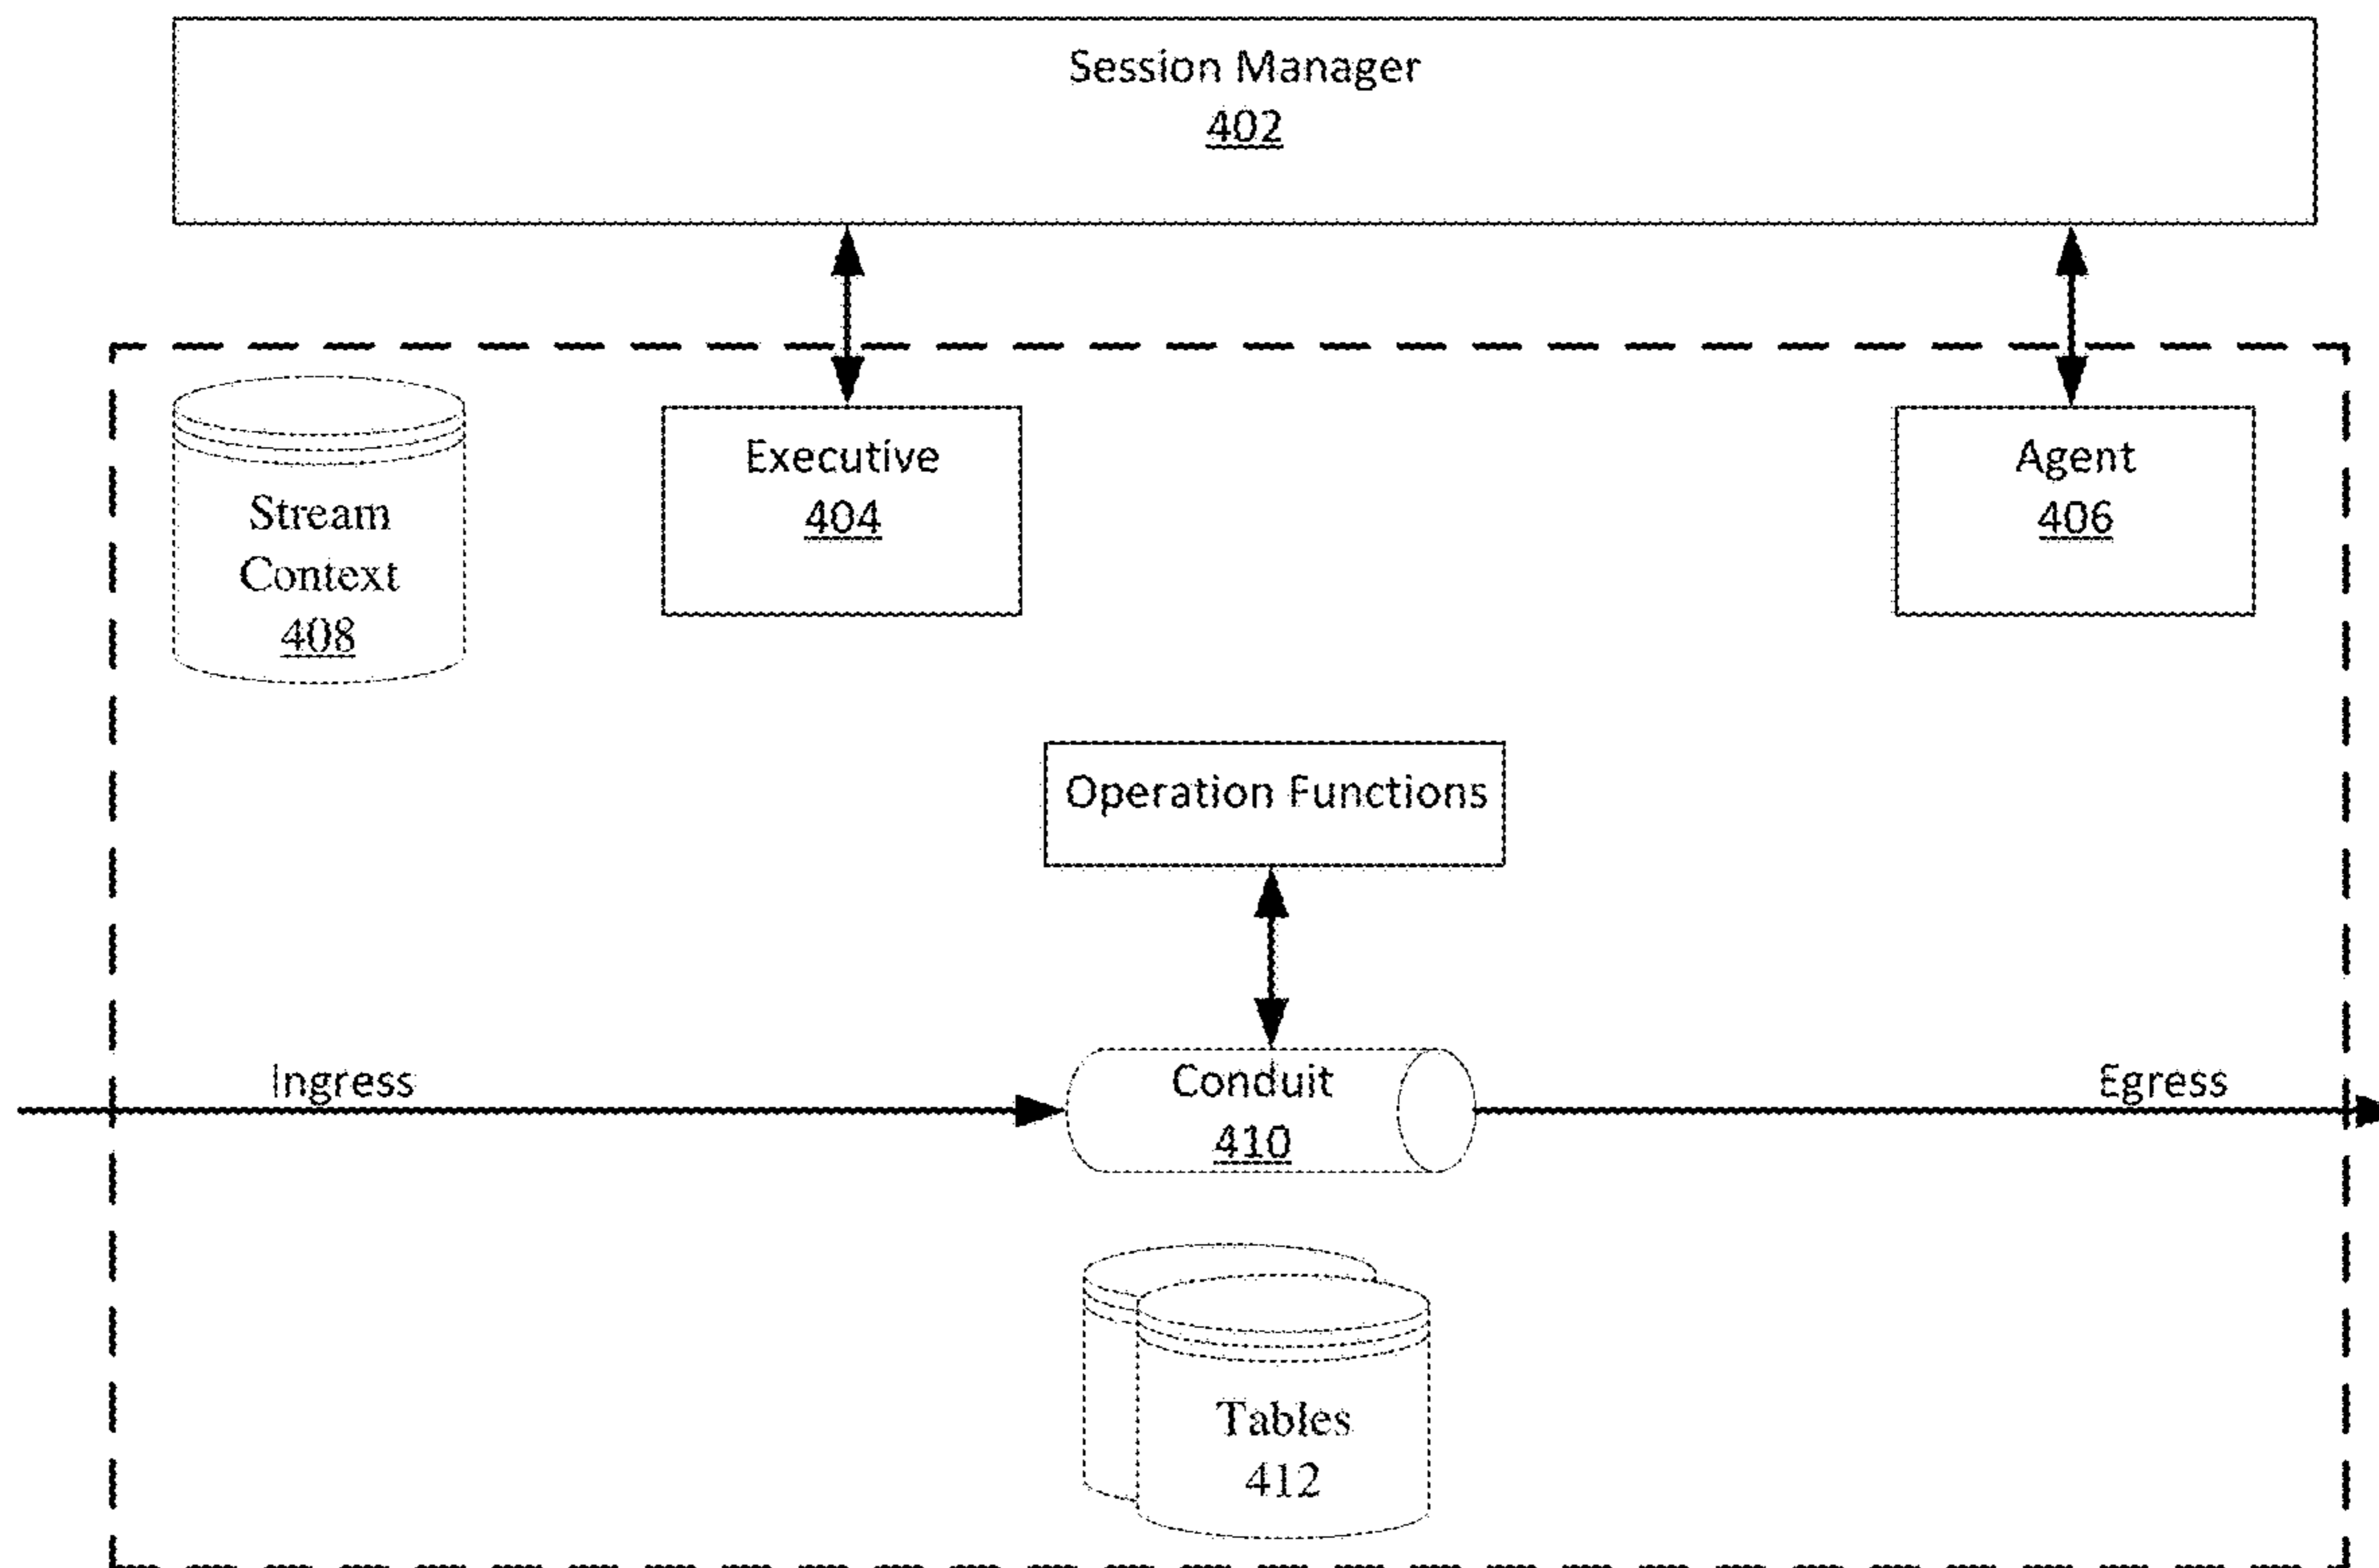 Session Manager
402
Executive
404
Agent
406
Stream
Context
408
Operation Functions
Ingress
Conduit
410
Egress
Tables
412